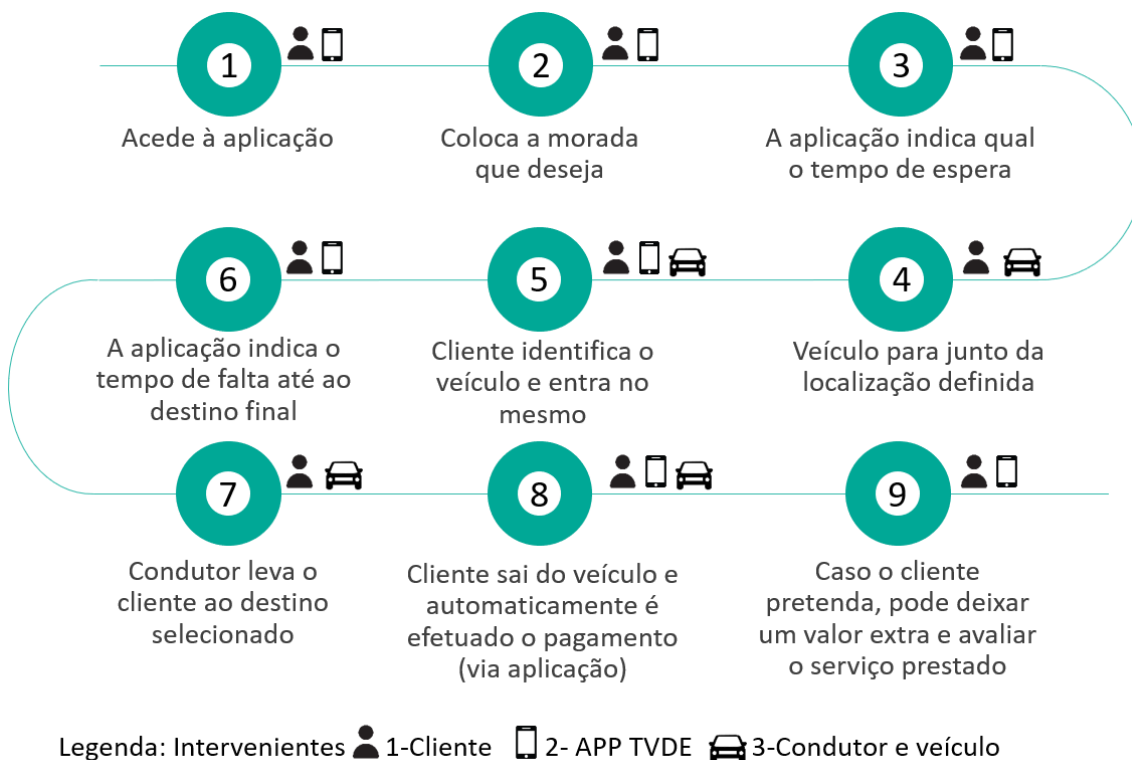 1
2
3
Acede à aplicação
Coloca a morada
que deseja
A aplicação indica qual
o tempo de espera
6
5
4
A aplicação indica o
tempo de falta até ao
destino final
Cliente identifica o
veículo e entra no
mesmo
Veículo para junto da
localização definida
7
8
9
Condutor leva o
cliente ao destino
selecionado
Cliente sai do veículo e
automaticamente é
efetuado o pagamento
(via aplicação)
Caso o cliente
pretenda, pode deixar
um valor extra e avaliar
o serviço prestado
Legenda: Intervenientes 1-Cliente 2- APP TVDE 3-Condutor e veículo